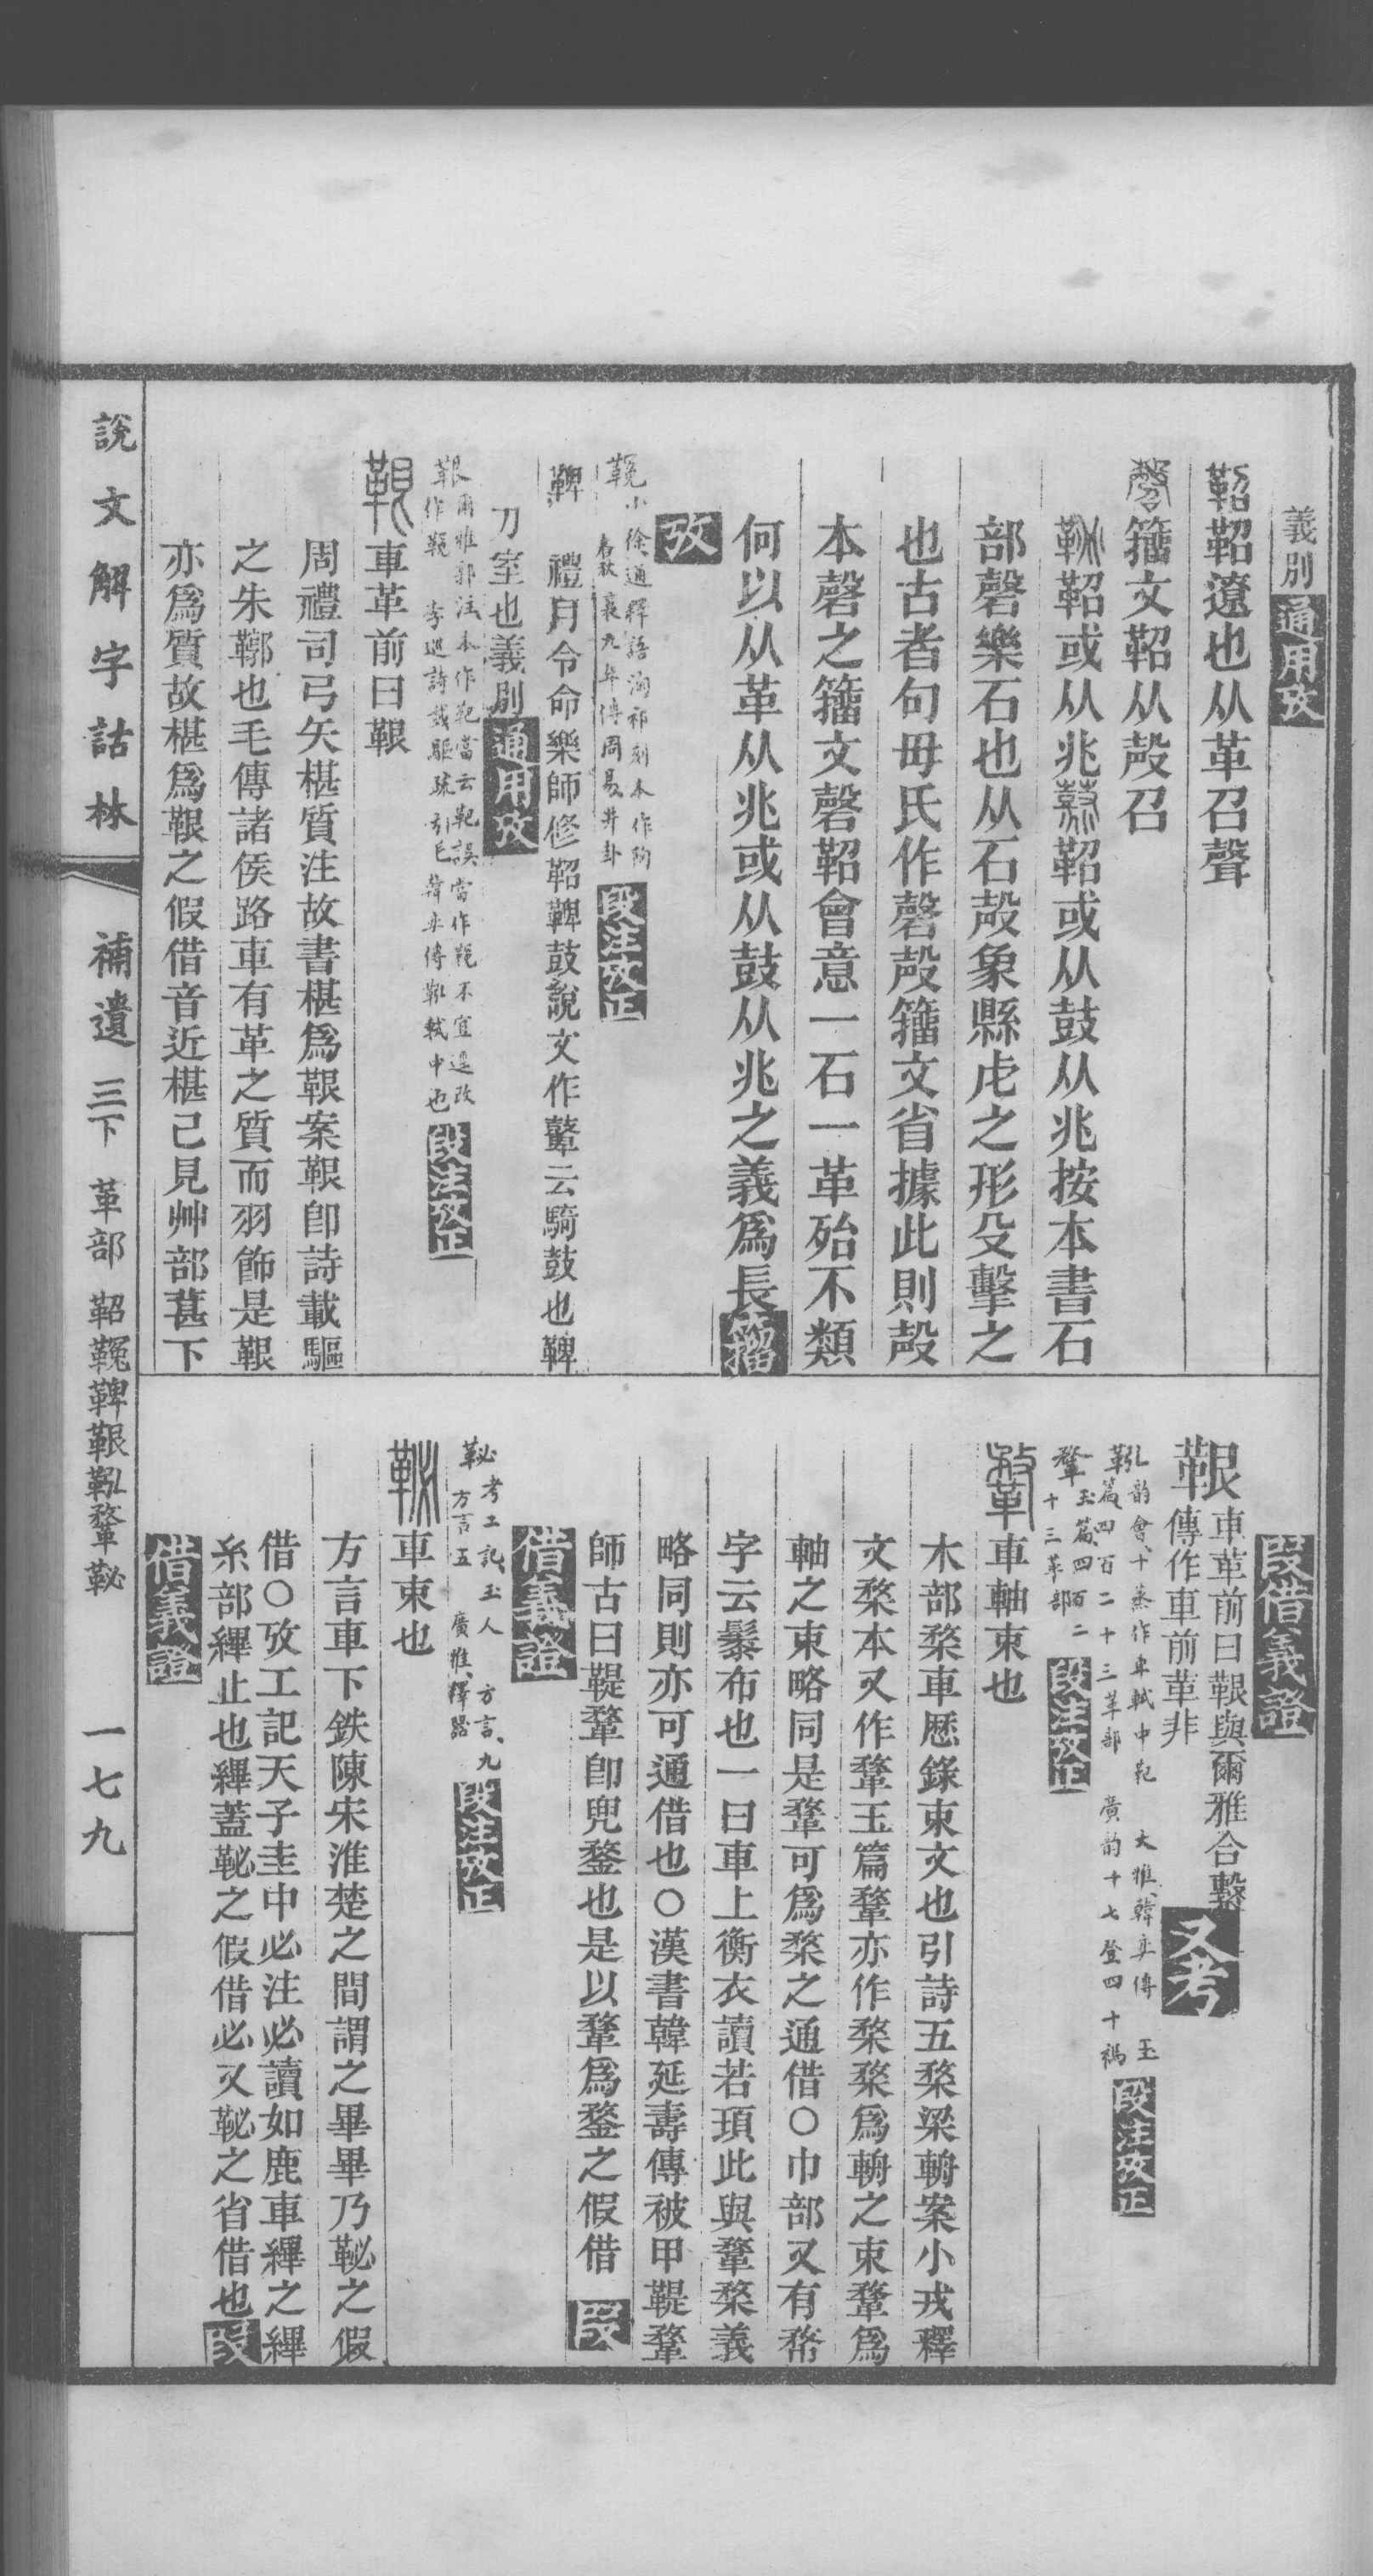 義別通用攷
鞀鞀遼也从革召聲
籀文鞀从殸召
鞀或从兆鞀或从鼓从兆按本書石
部磬樂石也从石殸象縣虍之形殳擊之
也古者句毋氏作磬殸籀文省據此則殸
本磬之籀文磬鞀會意一石一革殆不類
何以从革从兆或从鼓从兆之義爲長籀
攷
鞔小徐通釋語洵祁刻本作陶
春秋襄九年傳周易井卦段注攷正
鞞 禮月令命樂師修鞀鞞鼓說文作鼙云騎鼓也鞞
刀室也義別通用攷
鞎爾雅郭注本作靶當云靶誤當作鞎不宜逕改
作鞎 李巡詩載驅疏引 韓奕傳鞃軾中也段注攷正
鞎車革前曰鞎
周禮司弓矢椹質注故書椹爲鞎案鞎卽詩載驅
之朱鞹也毛傳諸侯路車有革之質而羽飾是鞎
亦爲質故椹爲鞎之假借音近椹己見艸部葚下
段借義證
鞎車革前曰鞎與爾雅合繫
傳作車前革非又考
鞃韵會十蒸作車軾中靶 大雅韓奕傳 玉
篇四百二十三革部 廣韵十七登四十禡段注攷正
鞪玉篇四百二
十三革部段注攷正
鞪車軸束也
木部楘車歷錄束文也引詩五楘梁輈案小戎釋
文楘本又作鞪玉篇鞪亦作楘楘爲輈之束鞪爲
軸之束略同是鞪可爲楘之通借○巾部又有帣
字云鬃布也一曰車上衡衣讀若頊此與鞪楘義
略同則亦可通借也○漢書韓延壽傳被甲鞮鞪
師古曰鞮鞪卽兜鍪也是以鞪爲鍪之假借 段
借義證
䩛考工記玉人 方言九
方言五 廣雅釋器段注攷正
䩛車束也
方言車下鉄陳宋淮楚之間謂之畢畢乃䩛之假
借○攷工記天子圭中必注必讀如鹿車縪之縪
糸部縪止也縪蓋䩛之假借必又䩛之省借也段
借義證
說文解字詁林 補遺 三下 革部 鞀鞔鞞鞎鞃鞪䩛 一七九